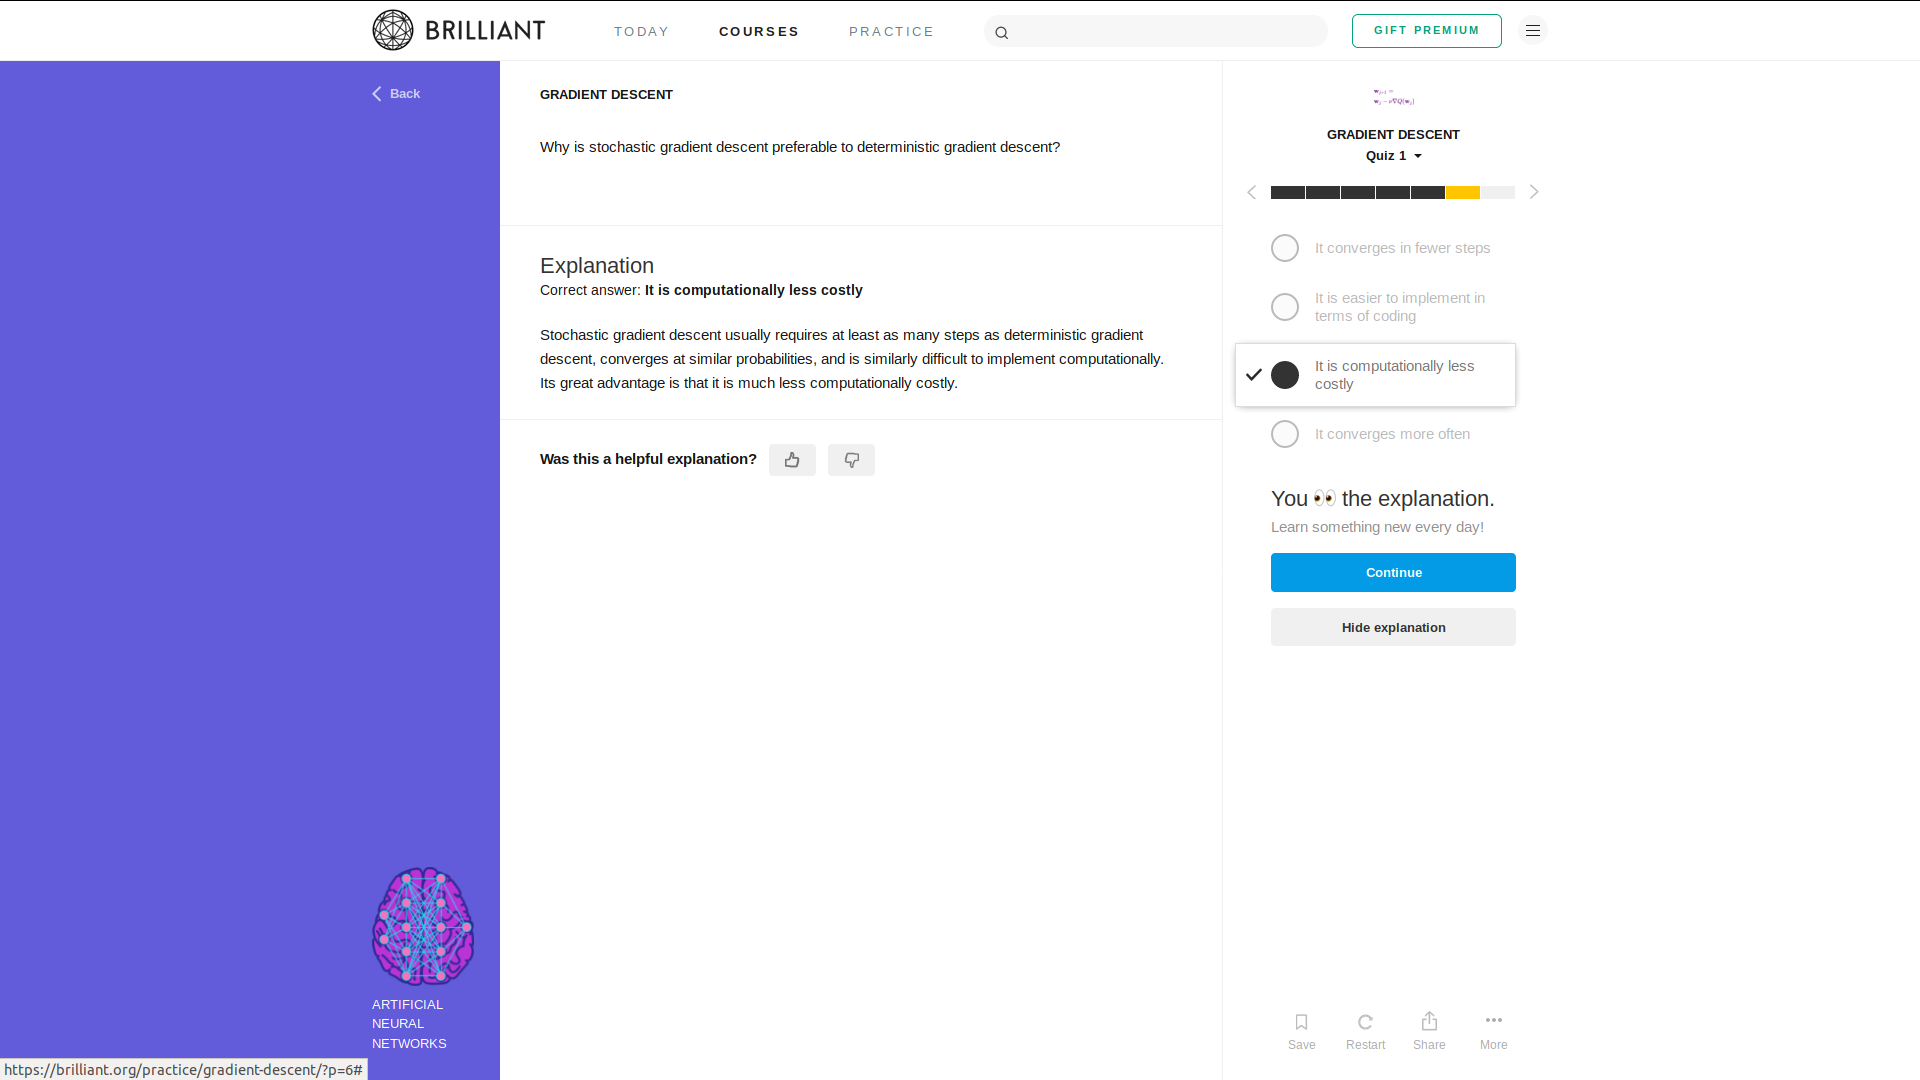 BRILLIANT
TODAY
COURSES
PRACTICE
GIFT PREMIUM
Back
GRADIENT DESCENT
Why is stochastic gradient descent preferable to deterministic gradient descent?
Explanation
Correct answer: It is computationally less costly
Stochastic gradient descent usually requires at least as many steps as deterministic gradient
descent, converges at similar probabilities, and is similarly difficult to implement computationally.
Its great advantage is that it is much less computationally costly.
Was this a helpful explanation?
GRADIENT DESCENT
Quiz 1
It converges in fewer steps
It is easier to implement in
terms of coding
It is computationally less
costly
It converges more often
You 👀 the explanation.
Learn something new every day!
Continue
Hide explanation
Save
Restart
Share
More
ARTIFICIAL
NEURAL
NETWORKS
https://brilliant.org/practice/gradient-descent/?p=6#